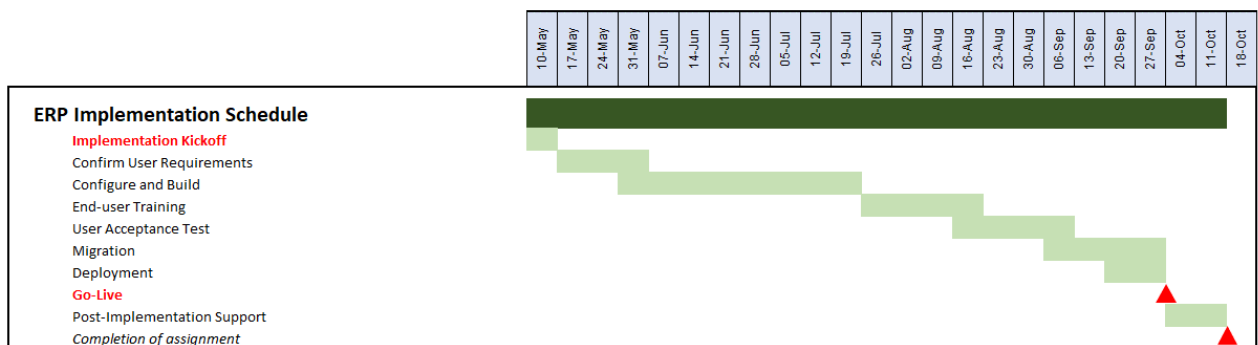 10-May 17-May 24-May 31-May 07-Jun 14-Jun 21-Jun 28-Jun 05-Jul 12-Jul 19-Jul 26-Jul 02-Aug 09-Aug 16-Aug 23-Aug 30-Aug 06-Sep 13-Sep 20-Sep 27-Sep 04-Oct 11-Oct 18-Oct
ERP Implementation Schedule
Implementation Kickoff
Confirm User Requirements
Configure and Build
End-user Training
User Acceptance Test
Migration
Deployment
Go-Live
Post-Implementation Support
Completion of assignment